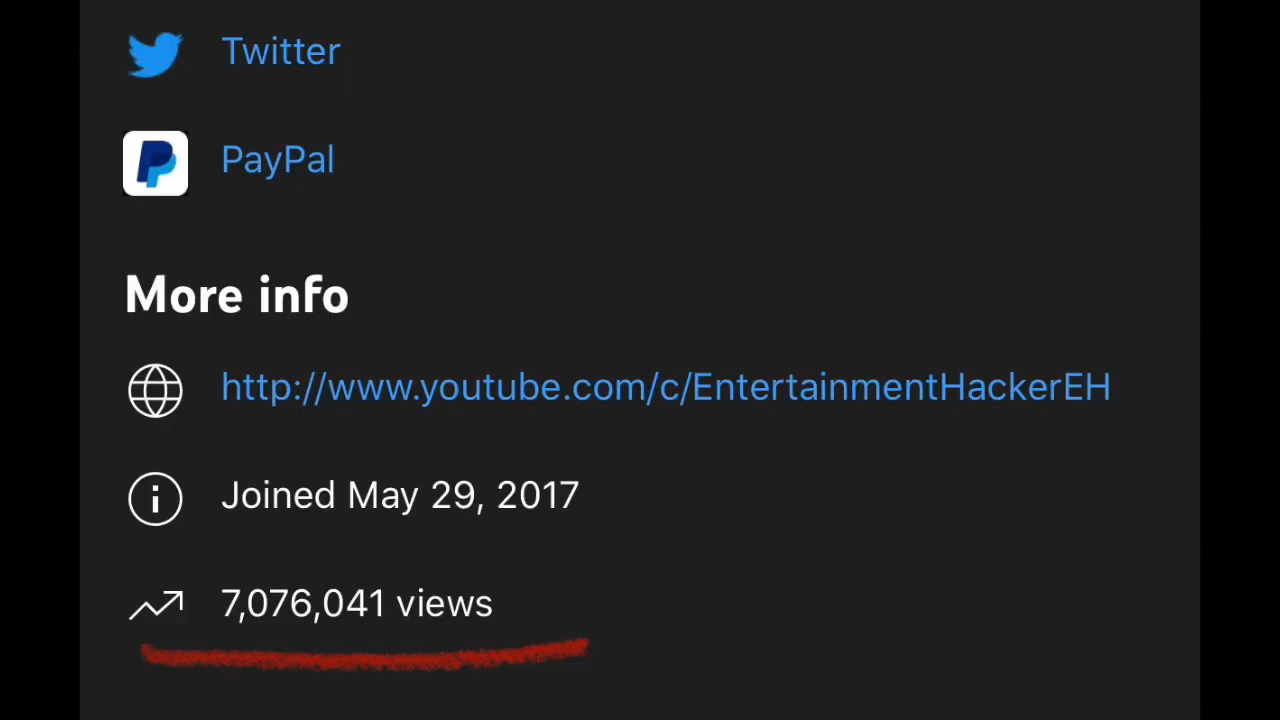 Twitter
PayPal
More info
http://www.youtube.com/c/EntertainmentHackerEH
Joined May 29, 2017
7,076,041 views